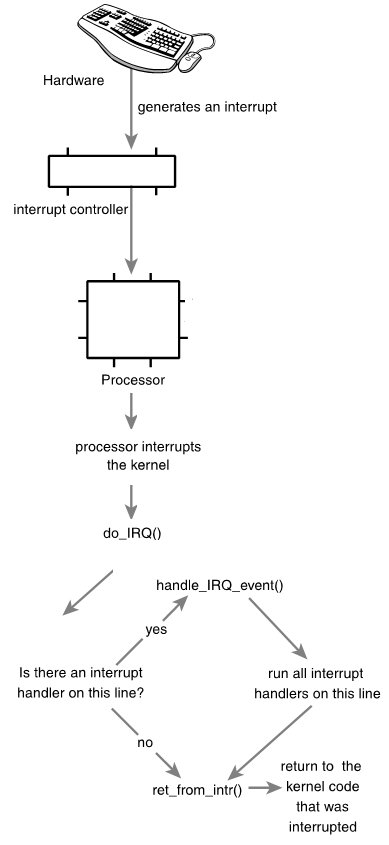 Hardware
generates an interrupt
interrupt controller
Processor
processor interrupts
the kernel
do_IRQ()
handle_IRQ_event()
yes
Is there an interrupt
handler on this line?
run all interrupt
handlers on this line
no
ret_from_intr()
return to the
kernel code
that was
interrupted